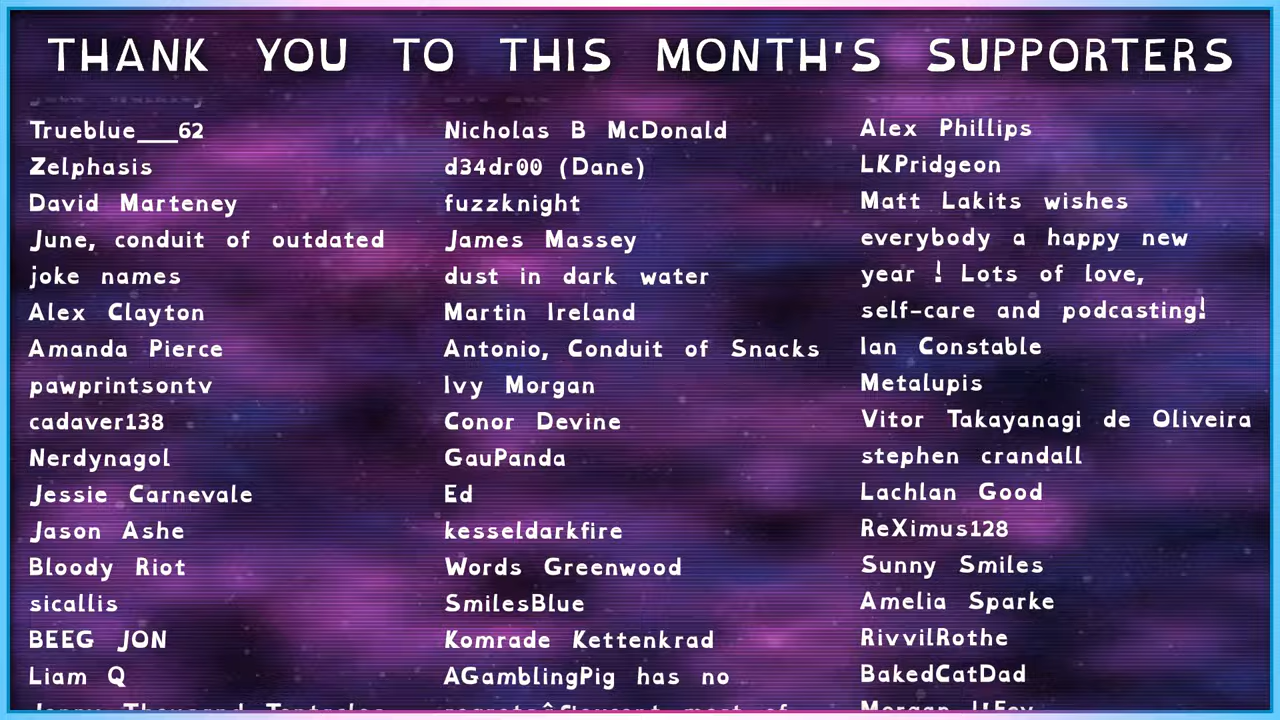 THANK YOU TO THIS MONTH'S SUPPORTERS
Trueblue___62
Zelphasis
David Marteney
June, conduit of outdated
joke names
Alex Clayton
Amanda Pierce
pawprintsontv
cadaver138
Nerdynagol
Jessie Carnevale
Jason Ashe
Bloody Riot
sicallis
BEEG JON
Liam Q
Nicholas B McDonald
d34dr00 (Dane)
fuzzknight
James Massey
dust in dark water
Martin Ireland
Antonio, Conduit of Snacks
Ivy Morgan
Conor Devine
GauPanda
Ed
kesseldarkfire
Words Greenwood
SmilesBlue
Komrade Kettenkrad
AGamblingPig has no
Alex Phillips
LKPridgeon
Matt Lakits wishes
everybody a happy new
year ! Lots of love,
self-care and podcasting!
Ian Constable
Metalupis
Vitor Takayanagi de Oliveira
stephen crandall
Lachlan Good
ReXimus128
Sunny Smiles
Amelia Sparke
RivvilRothe
BakedCatDad